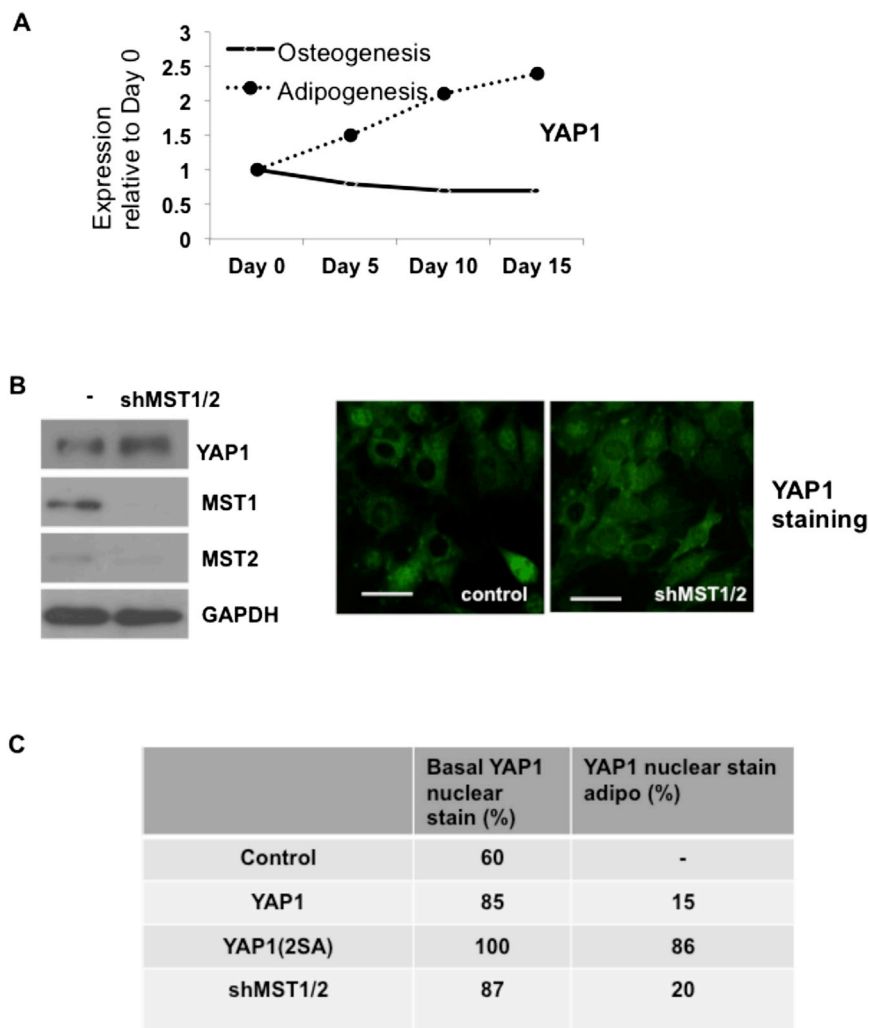 A
3
2.5
2
1.5
1
0.5
0
Expression
relative to Day 0
Osteogenesis
Adipogenesis
YAP1
Day 0 Day 5 Day 10 Day 15
B
- shMST1/2
YAP1
MST1
MST2
GAPDH
control
shMST1/2
YAP1
staining
C
Basal YAP1
nuclear
stain (%)
YAP1 nuclear stain
adipo (%)
Control 60 -
YAP1 85 15
YAP1(2SA) 100 86
shMST1/2 87 20